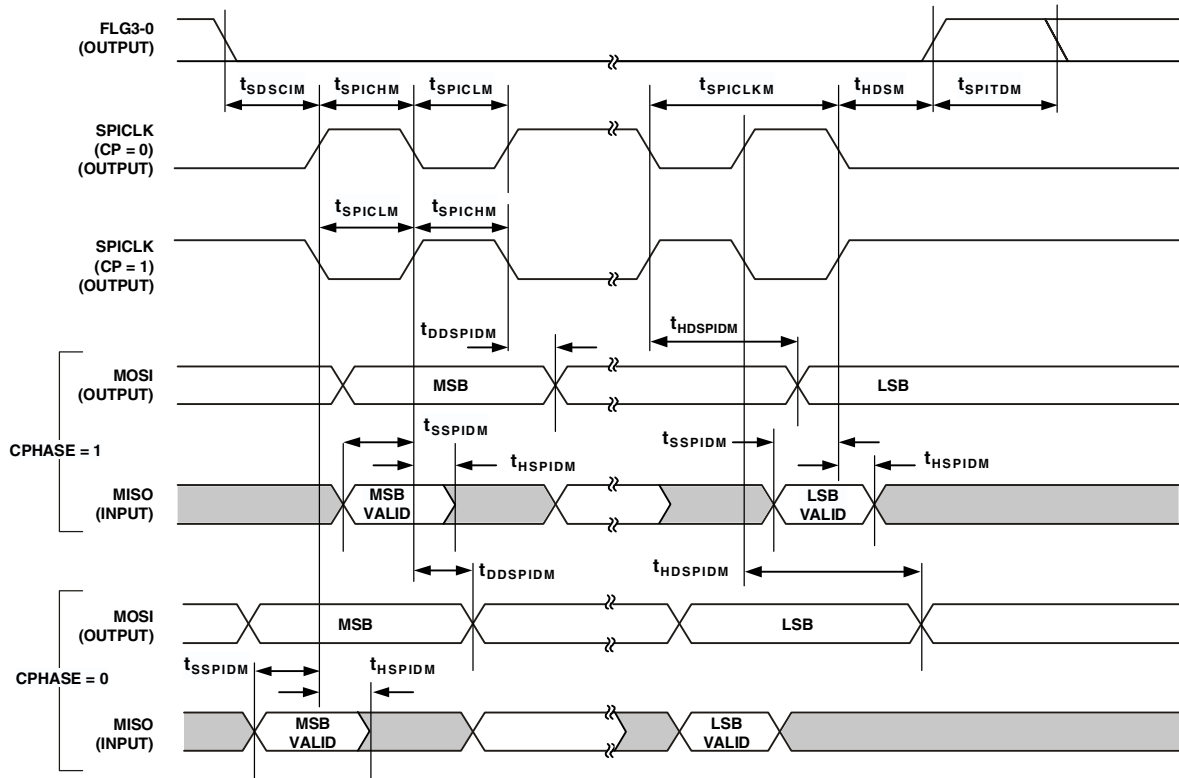 FLG3-0
(OUTPUT)
tSDSCIM tSPICHM tSPICLM tSPICLKM tHDSM tSPITDM
SPICLK
(CP = 0)
(OUTPUT)
tSPICLM tSPICHM
SPICLK
(CP = 1)
(OUTPUT)
tDDSPIDM tHDSPIDM
MOSI
(OUTPUT)
MSB LSB
CPHASE = 1
tSSPIDM tSSPIDM
tHSPIDM tHSPIDM
MISO
(INPUT)
MSB
VALID
LSB
VALID
tDDSPIDM tHDSPIDM
MOSI
(OUTPUT)
MSB LSB
CPHASE = 0
tSSPIDM tHSPIDM
MISO
(INPUT)
MSB
VALID
LSB
VALID